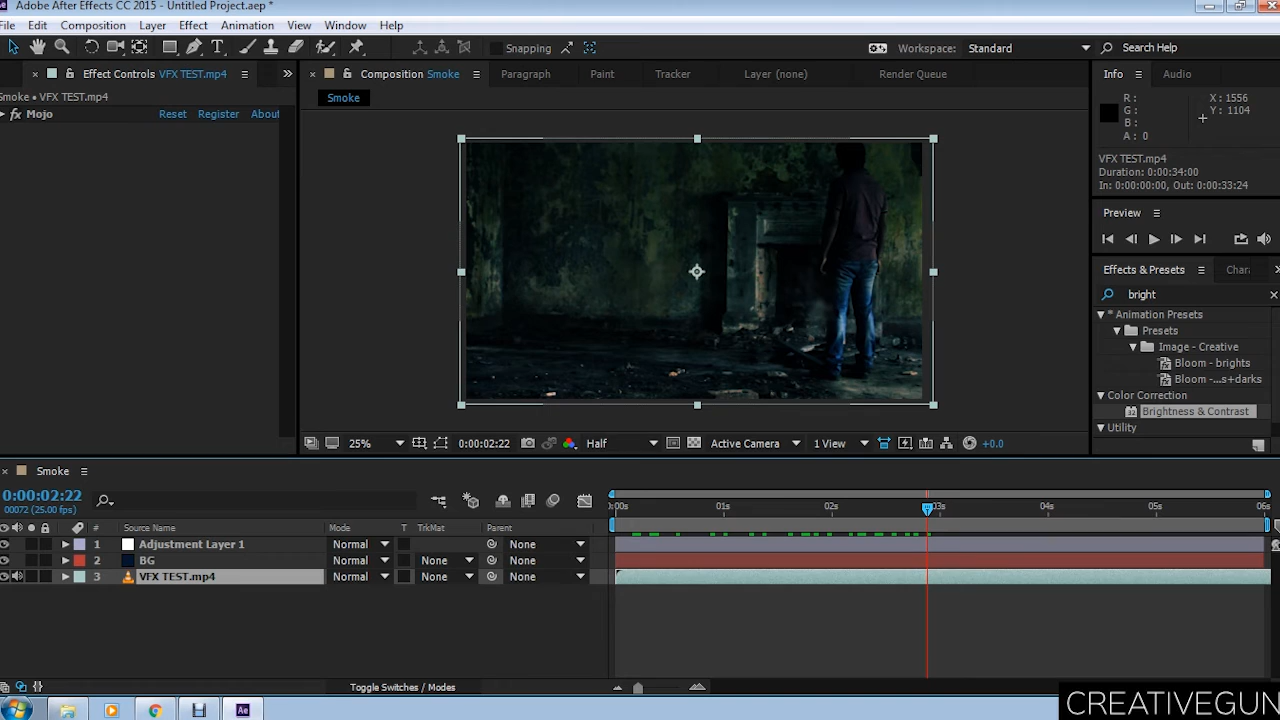 Adobe After Effects CC 2015 - Untitled Project.aep *
File Edit Composition Layer Effect Animation View Window Help
Snapping
Workspace: Standard
Search Help
Effect Controls VFX TEST.mp4
Composition Smoke
Paragraph
Paint
Tracker
Layer (none)
Render Queue
Info
Audio
Smoke • VFX TEST.mp4
Smoke
fx Mojo Reset Register About
R:
G:
B:
A: 0
X: 1556
Y: 1104
VFX TEST.mp4
Duration: 0:00:34:00
In: 0:00:00:00, Out: 0:00:33:24
Preview
Effects & Presets
Chara
bright
* Animation Presets
Presets
Image - Creative
Bloom - brights
Bloom -...s+darks
Color Correction
Brightness & Contrast
Utility
25% 0:00:02:22 Half Active Camera 1 View +0.0
Smoke
0:00:02:22
00072 (25.00 fps)
:00s 01s 02s 03s 04s 05s 06s
# Source Name Mode T TrkMat Parent
1 Adjustment Layer 1 Normal None
2 BG Normal None None
3 VFX TEST.mp4 Normal None None
Toggle Switches / Modes
Ae
CREATIVEGUN